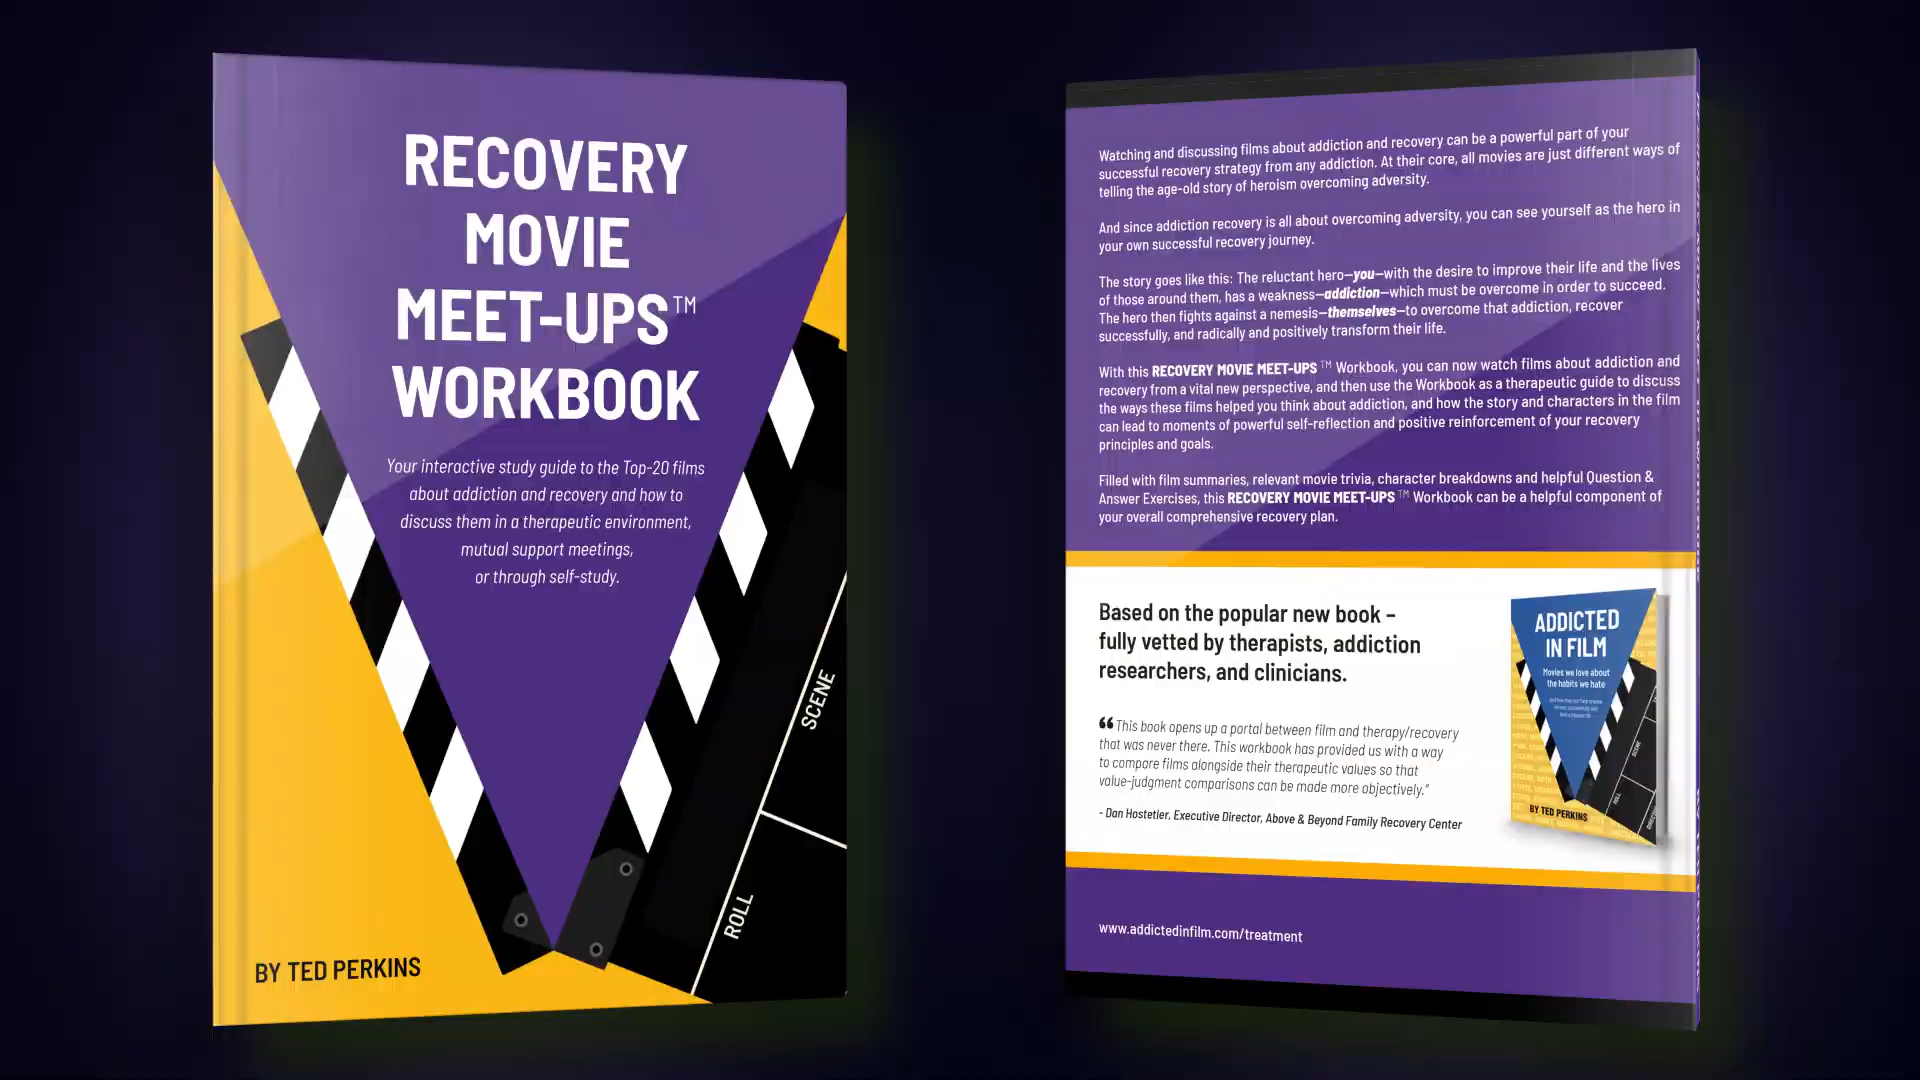 RECOVERY
MOVIE
MEET-UPS™
WORKBOOK
Your interactive study guide to the Top-20 films
about addiction and recovery and how to
discuss them in a therapeutic environment,
mutual support meetings,
or through self-study.
SCENE
ROLL
BY TED PERKINS
Watching and discussing films about addiction and recovery can be a powerful part of your
successful recovery strategy from any addiction. At their core, all movies are just different ways of
telling the age-old story of heroism overcoming adversity.
And since addiction recovery is all about overcoming adversity, you can see yourself as the hero in
your own successful recovery journey.
The story goes like this: The reluctant hero—you—with the desire to improve their life and the lives
of those around them, has a weakness—addiction—which must be overcome in order to succeed.
The hero then fights against a nemesis—themselves—to overcome that addiction, recover
successfully, and radically and positively transform their life.
With this RECOVERY MOVIE MEET-UPS ™ Workbook, you can now watch films about addiction and
recovery from a vital new perspective, and then use the Workbook as a therapeutic guide to discuss
the ways these films helped you think about addiction, and how the story and characters in the film
can lead to moments of powerful self-reflection and positive reinforcement of your recovery
principles and goals.
Filled with film summaries, relevant movie trivia, character breakdowns and helpful Question &
Answer Exercises, this RECOVERY MOVIE MEET-UPS ™ Workbook can be a helpful component of
your overall comprehensive recovery plan.
Based on the popular new book –
fully vetted by therapists, addiction
researchers, and clinicians.
“This book opens up a portal between film and therapy/recovery
that was never there. This workbook has provided us with a way
to compare films alongside their therapeutic values so that
value-judgment comparisons can be made more objectively.”
- Dan Hostetler, Executive Director, Above & Beyond Family Recovery Center
ADDICTED
IN FILM
Movies we love about
the habits we hate
SCENE
ROLL
BY TED PERKINS
www.addictedinfilm.com/treatment